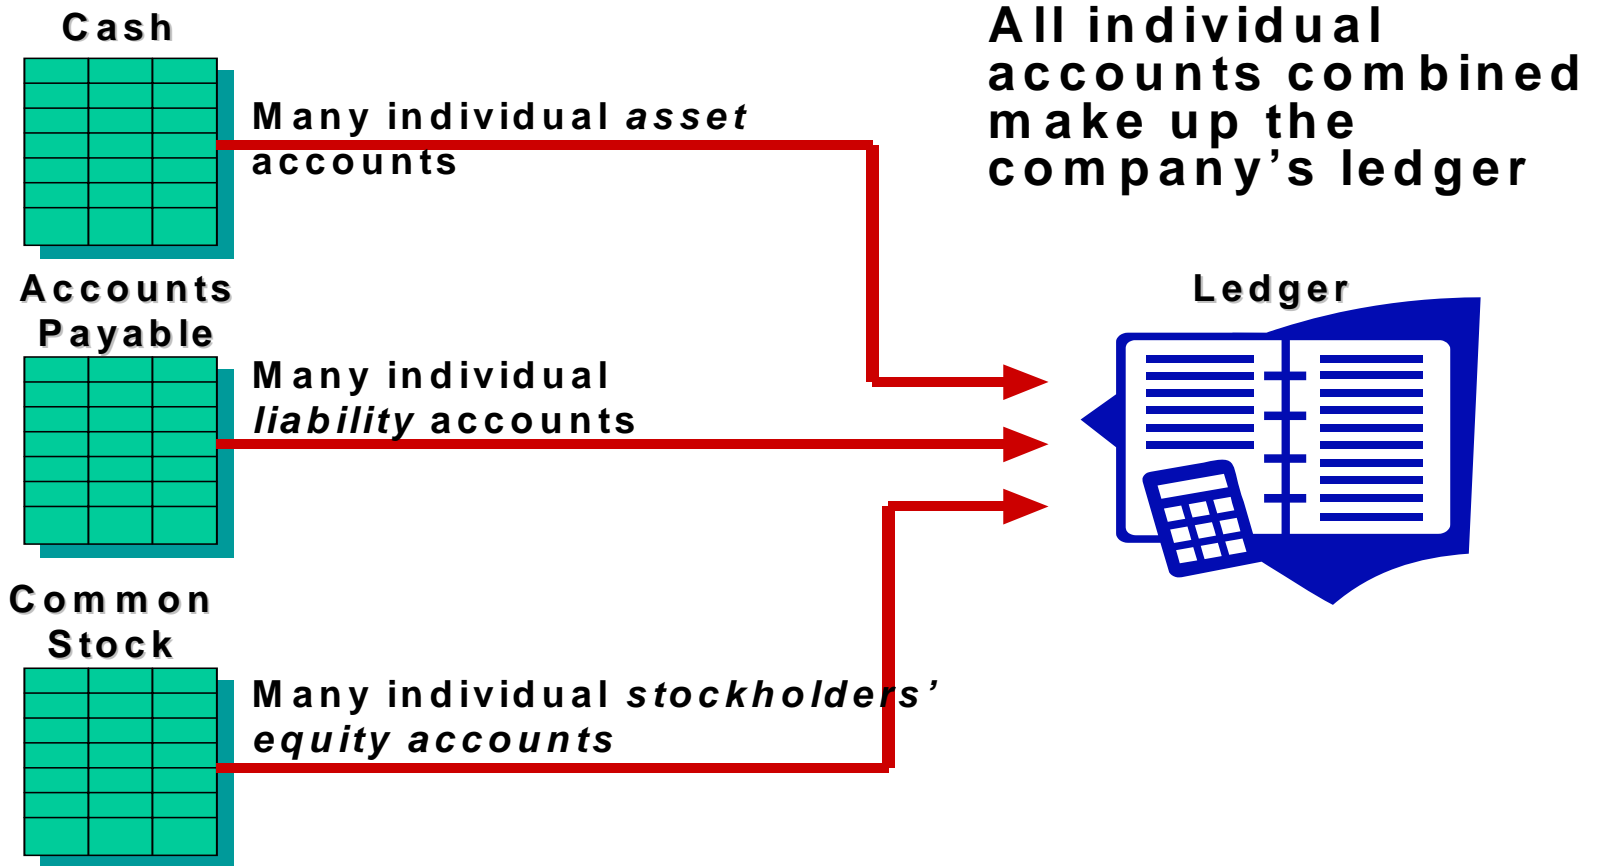 Cash
Many individual asset
accounts
All individual
accounts combined
make up the
company’s ledger
Accounts
Payable
Many individual
liability accounts
Ledger
Common
Stock
Many individual stockholders’
equity accounts